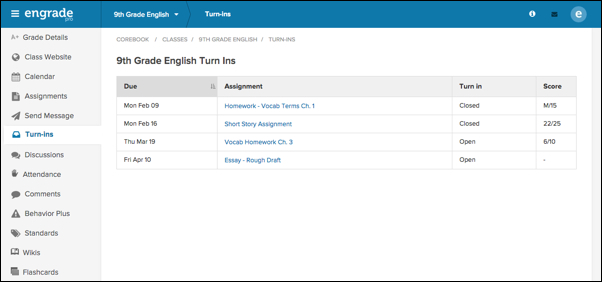 engrade pro 9th Grade English Turn-ins e
A+ Grade Details
Class Website
Calendar
Assignments
Send Message
Turn-ins
Discussions
Attendance
Comments
Behavior Plus
Standards
Wikis
Flashcards
COREBOOK / CLASSES / 9TH GRADE ENGLISH / TURN-INS
9th Grade English Turn Ins
Due Assignment Turn in Score
Mon Feb 09 Homework - Vocab Terms Ch. 1 Closed M/15
Mon Feb 16 Short Story Assignment Closed 22/25
Thu Mar 19 Vocab Homework Ch. 3 Open 6/10
Fri Apr 10 Essay - Rough Draft Open -